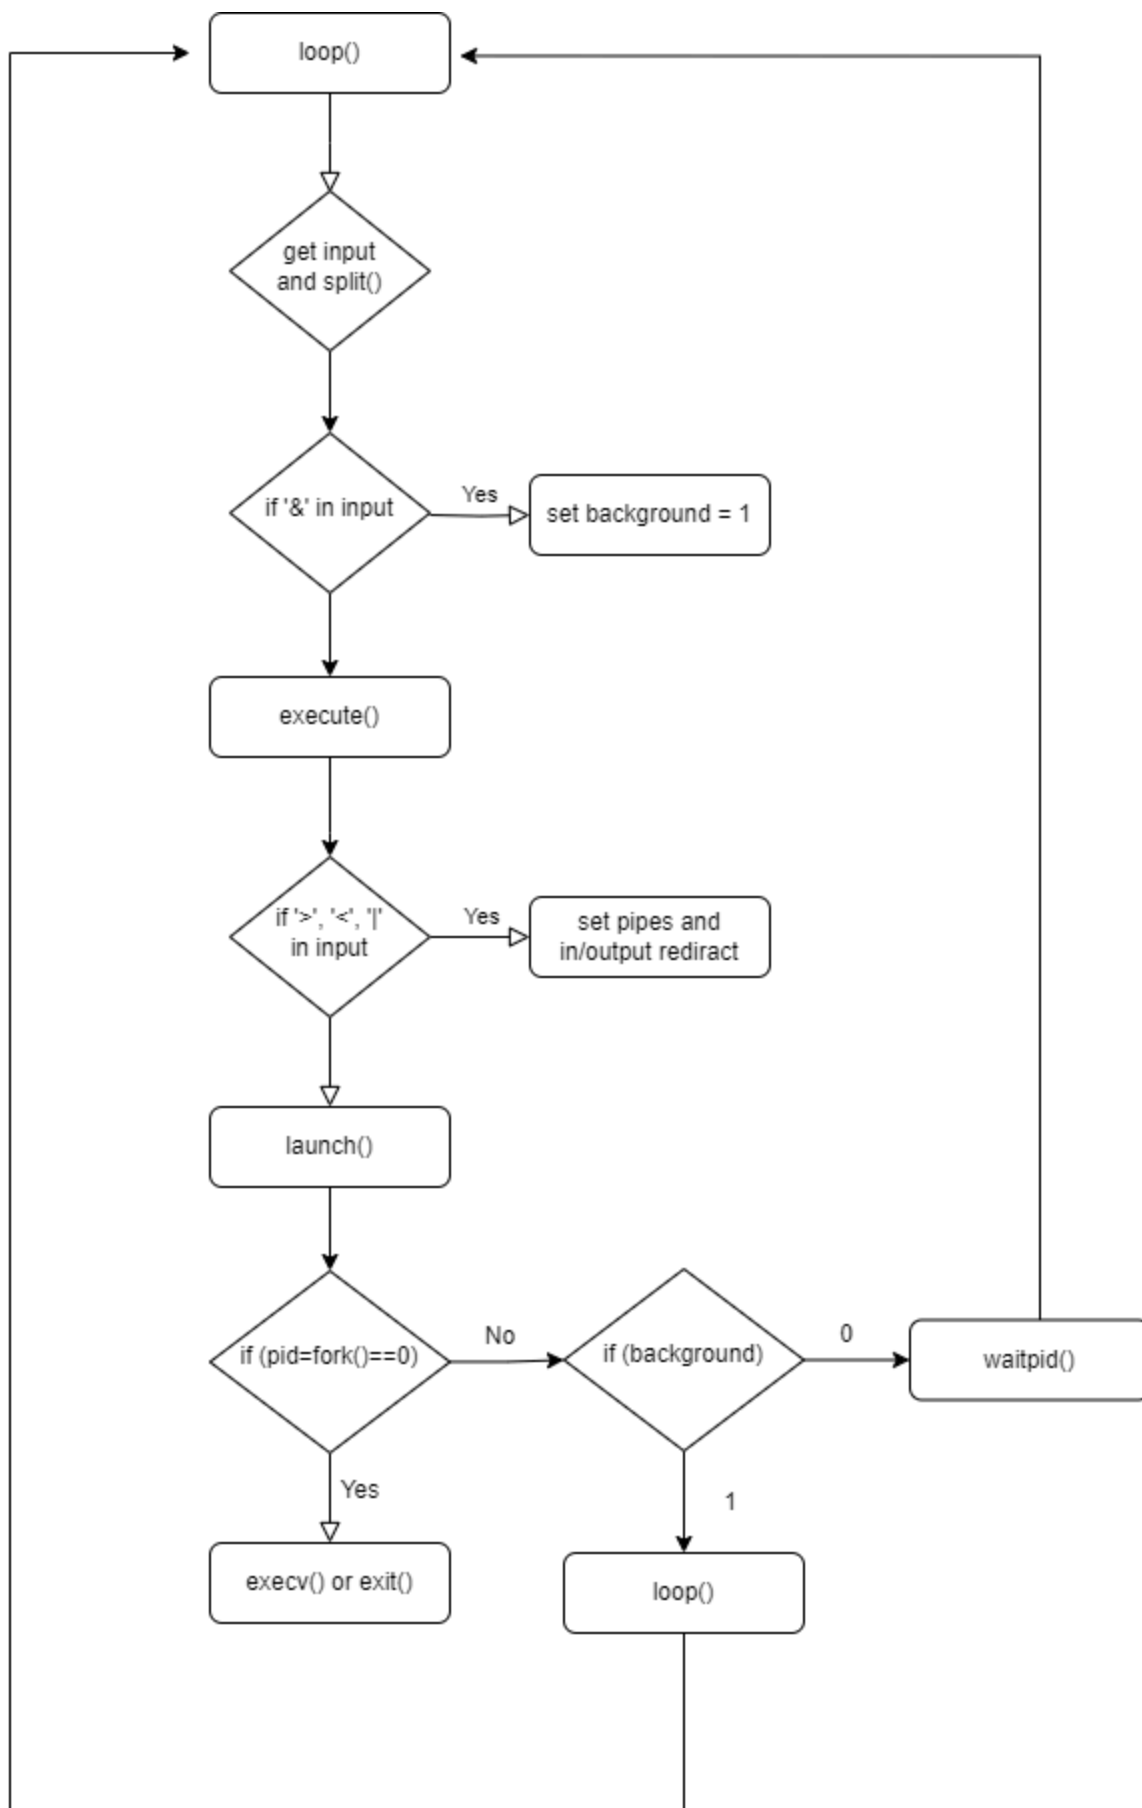 loop()
get input
and split()
if '&' in input
Yes
set background = 1
execute()
if '>', '<', '|'
in input
Yes
set pipes and
in/output rediract
launch()
if (pid=fork()==0)
No
if (background)
0
waitpid()
Yes
1
execv() or exit()
loop()